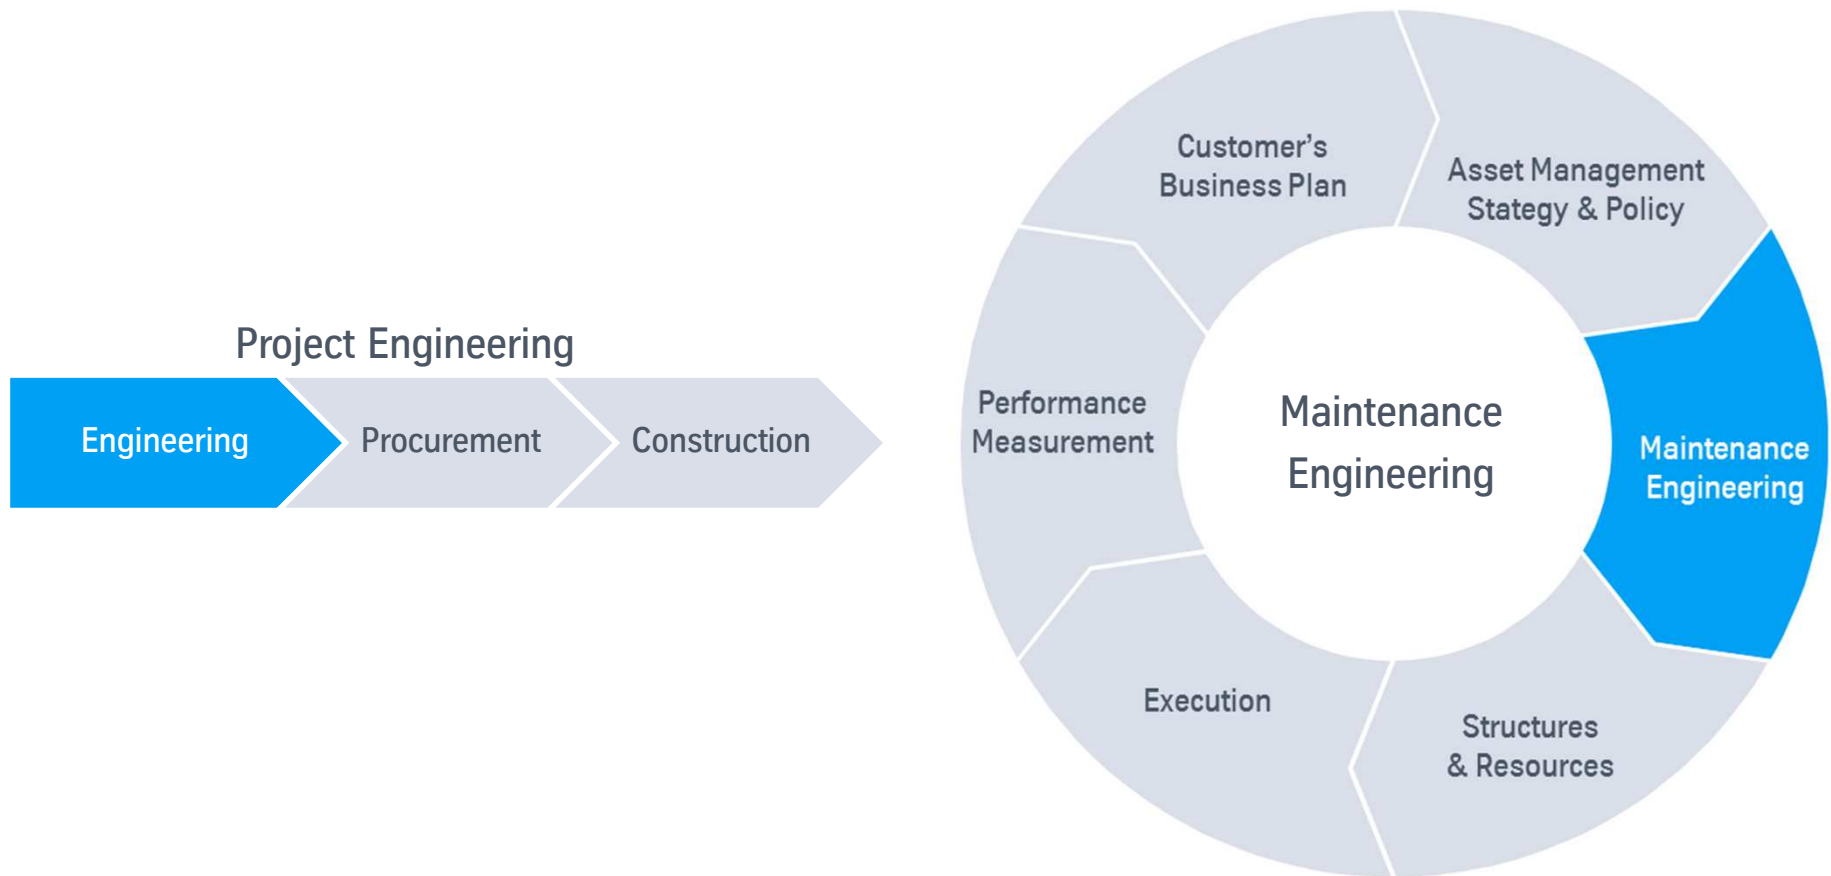 Project Engineering
Engineering
Procurement
Construction
Customer's
Business Plan
Asset Management
Stategy & Policy
Maintenance
Engineering
Structures
& Resources
Execution
Performance
Measurement
Maintenance
Engineering